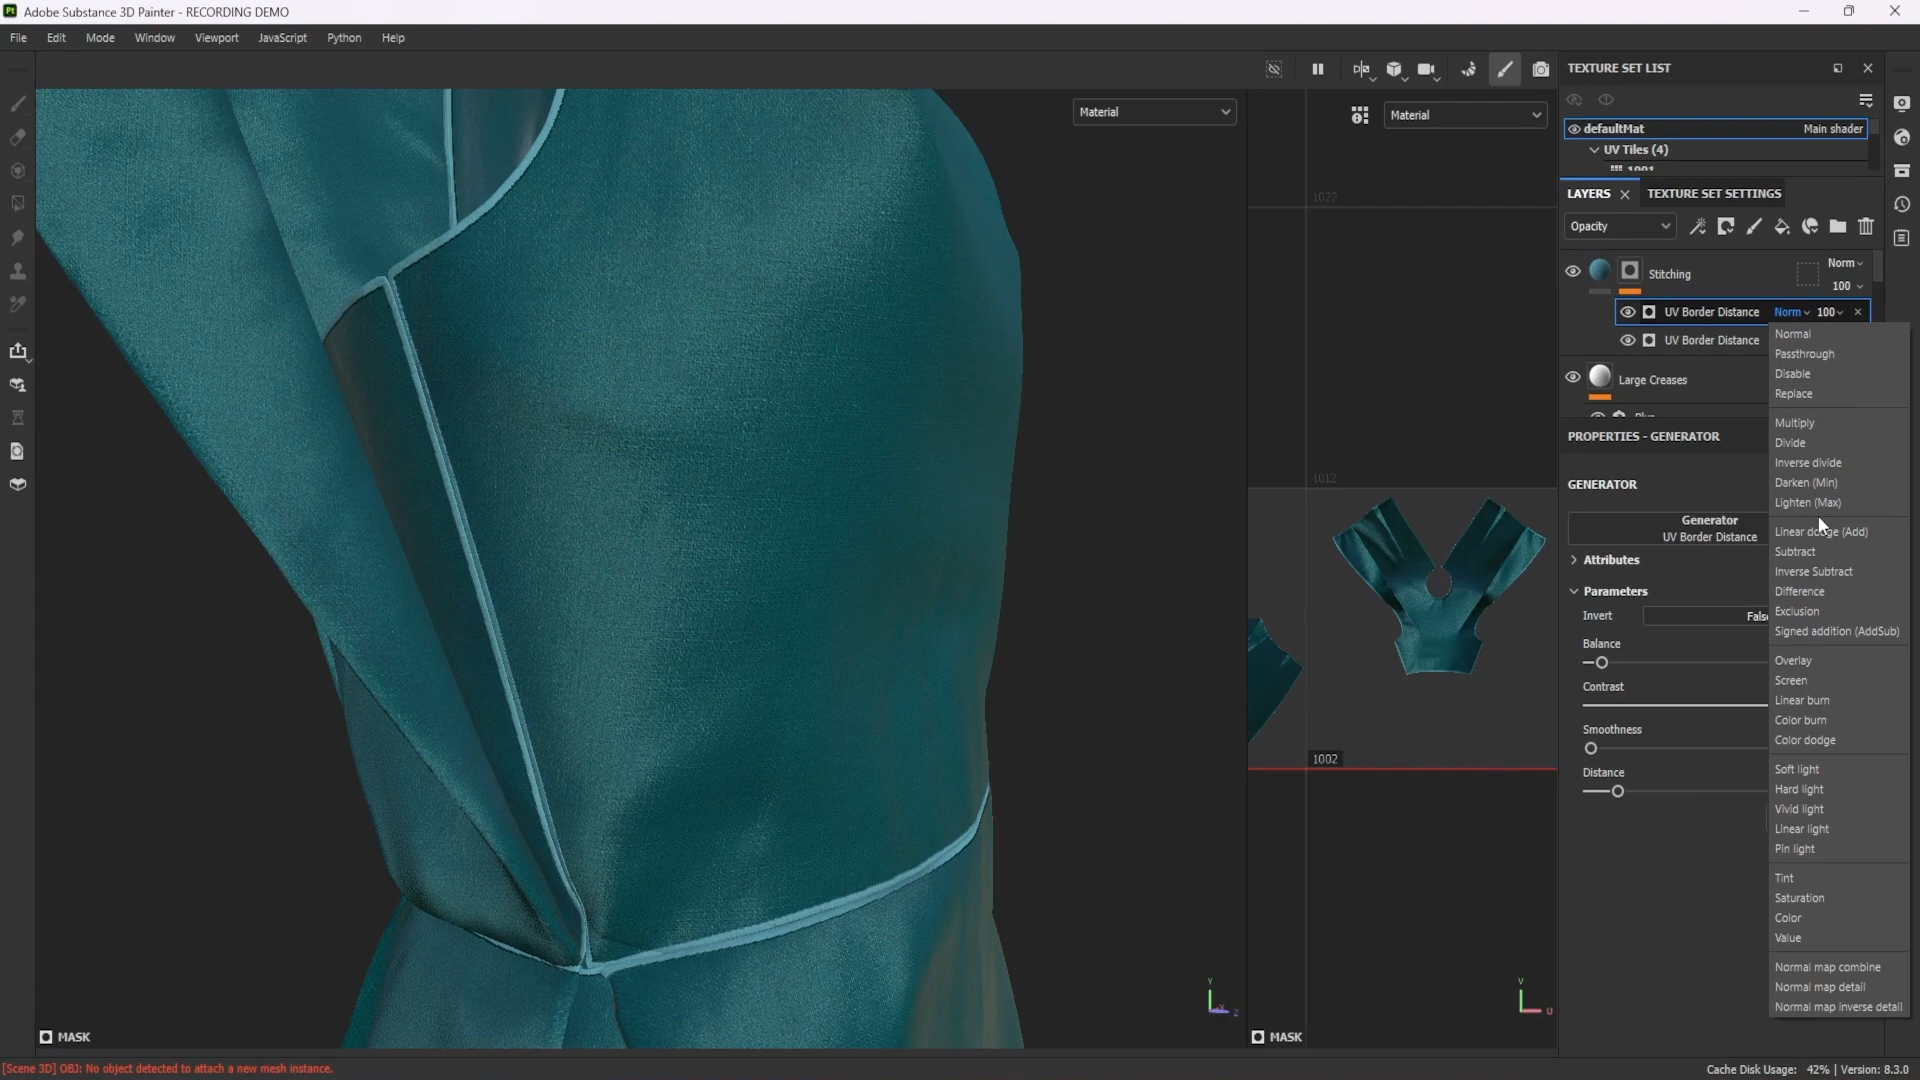 Pt Adobe Substance 3D Painter - RECORDING DEMO
File Edit Mode Window Viewport JavaScript Python Help
Material
Material
1022
1012
1002
TEXTURE SET LIST
defaultMat Main shader
UV Tiles (4)
1001
LAYERS TEXTURE SET SETTINGS
Opacity
Stitching Norm
100
UV Border Distance Norm 100
UV Border Distance
Large Creases
Blur
PROPERTIES - GENERATOR
GENERATOR
Generator
UV Border Distance
Attributes
Parameters
Invert
Balance
Contrast
Smoothness
Distance
Normal
Passthrough
Disable
Replace
Multiply
Divide
Inverse divide
Darken (Min)
Lighten (Max)
Linear dodge (Add)
Subtract
Inverse Subtract
Difference
Exclusion
Signed addition (AddSub)
Overlay
Screen
Linear burn
Color burn
Color dodge
Soft light
Hard light
Vivid light
Linear light
Pin light
Tint
Saturation
Color
Value
Normal map combine
Normal map detail
Normal map inverse detail
Y
Z
V
U
MASK
MASK
[Scene 3D] OBJ: No object detected to attach a new mesh instance.
Cache Disk Usage: 42% | Version: 8.3.0